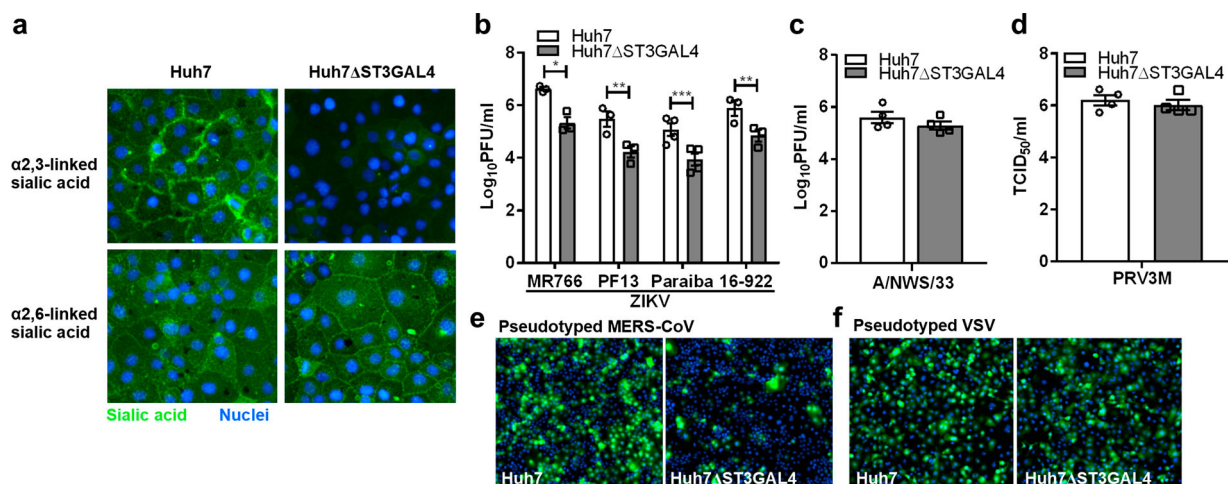 a
Huh7
Huh7ΔST3GAL4
α2,3-linked
sialic acid
α2,6-linked
sialic acid
Sialic acid
Nuclei
b
Huh7
Huh7ΔST3GAL4
Log10PFU/ml
8
6
4
2
0
*
**
***
**
MR766
PF13
Paraiba
16-922
ZIKV
c
Huh7
Huh7ΔST3GAL4
Log10PFU/ml
8
6
4
2
0
A/NWS/33
d
Huh7
Huh7ΔST3GAL4
TCID50/ml
8
6
4
2
0
PRV3M
e
Pseudotyped MERS-CoV
Huh7
Huh7ΔST3GAL4
f
Pseudotyped VSV
Huh7
Huh7ΔST3GAL4